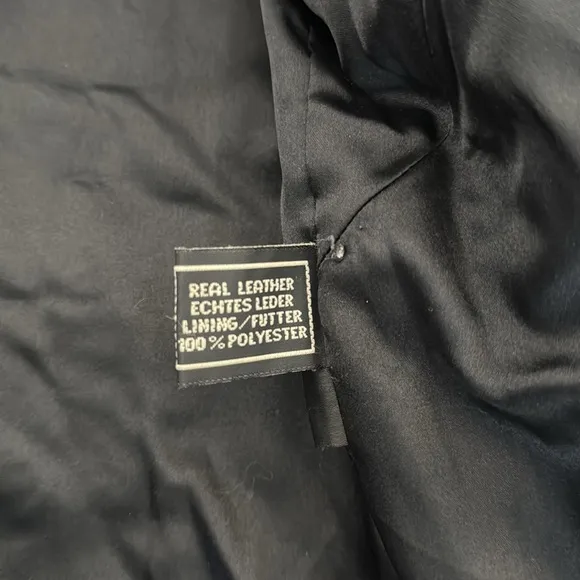 REAL LEATHER
ECHTES LEDER
LINING/FUTTER
100% POLYESTER